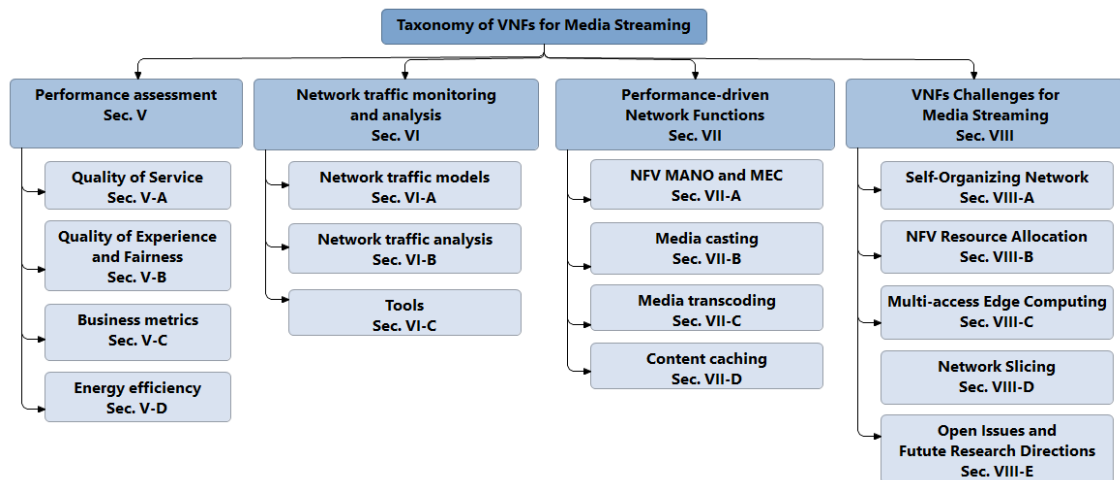 Taxonomy of VNFs for Media Streaming
Performance assessment
Sec. V
Quality of Service
Sec. V-A
Quality of Experience
and Fairness
Sec. V-B
Business metrics
Sec. V-C
Energy efficiency
Sec. V-D
Network traffic monitoring
and analysis
Sec. VI
Network traffic models
Sec. VI-A
Network traffic analysis
Sec. VI-B
Tools
Sec. VI-C
Performance-driven
Network Functions
Sec. VII
NFV MANO and MEC
Sec. VII-A
Media casting
Sec. VII-B
Media transcoding
Sec. VII-C
Content caching
Sec. VII-D
VNFs Challenges for
Media Streaming
Sec. VIII
Self-Organizing Network
Sec. VIII-A
NFV Resource Allocation
Sec. VIII-B
Multi-access Edge Computing
Sec. VIII-C
Network Slicing
Sec. VIII-D
Open Issues and
Futute Research Directions
Sec. VIII-E